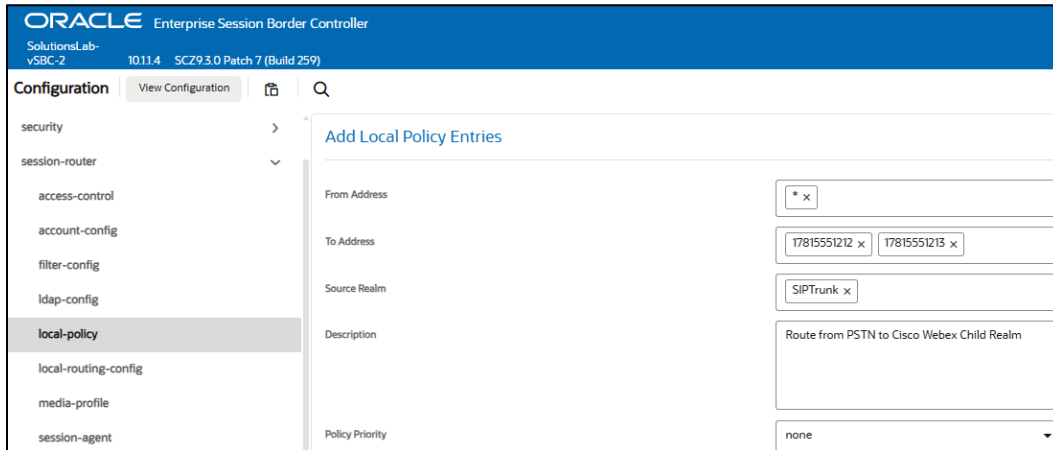 ORACLE Enterprise Session Border Controller
SolutionsLab-
vSBC-2 10.1.1.4 SCZ9.3.0 Patch 7 (Build 259)
Configuration View Configuration
security
Add Local Policy Entries
session-router
access-control
From Address * ×
account-config
To Address 17815551212 × 17815551213 ×
filter-config
ldap-config
Source Realm SIPTrunk ×
local-policy
Description Route from PSTN to Cisco Webex Child Realm
local-routing-config
media-profile
session-agent
Policy Priority none